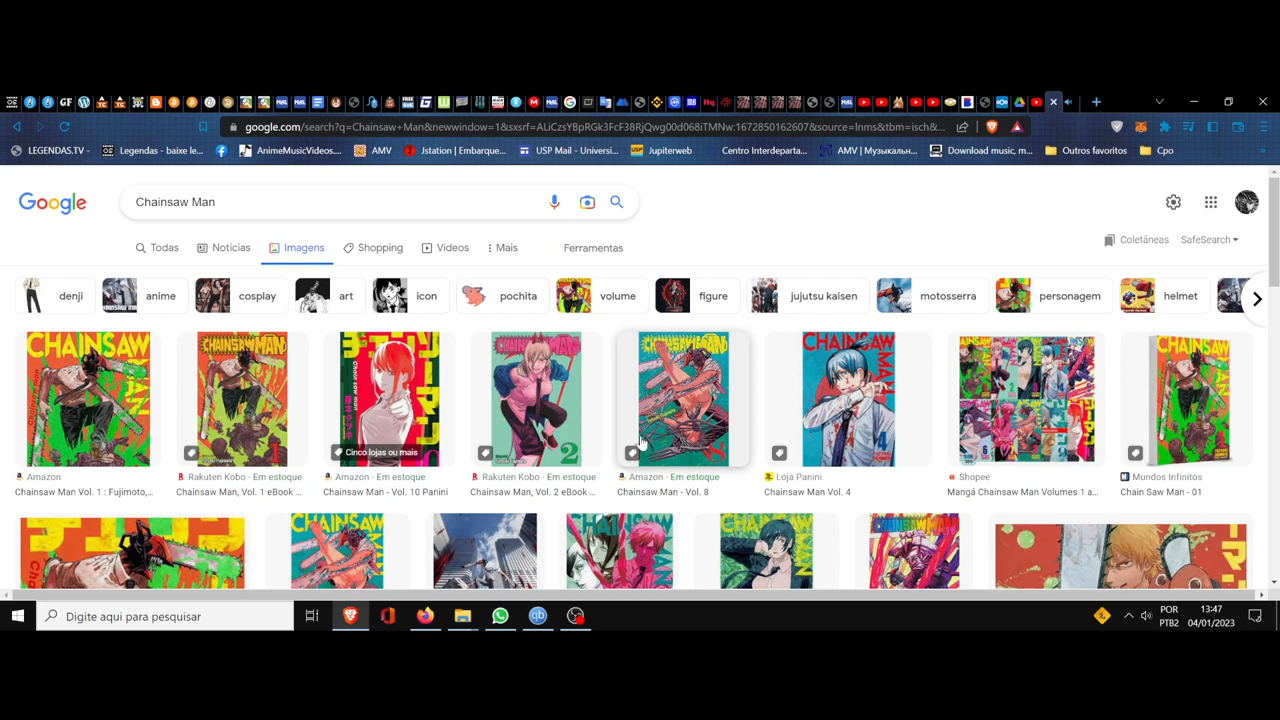 google.com/search?q=Chainsaw+Man&newwindow=1&sxsrf=ALiCzsYBpRGk3FcF38RjQwg00d068iTMNw:1672850162607&source=lnms&tbm=isch&...
LEGENDAS.TV - Legendas - baixe le... AnimeMusicVideos.... AMV Jstation | Embarque... USP Mail - Universi... Jupiterweb Centro Interdeparta... AMV | Музыкальн... Download music, m... Outros favoritos Cpo
Google Chainsaw Man
Todas Notícias Imagens Shopping Vídeos Mais Ferramentas Coletâneas SafeSearch
denji anime cosplay art icon pochita volume figure jujutsu kaisen motosserra personagem helmet
Cinco lojas ou mais
Amazon Rakuten Kobo · Em estoque Amazon · Em estoque Rakuten Kobo · Em estoque Amazon · Em estoque Loja Panini Shopee Mundos Infinitos
Chainsaw Man Vol. 1 : Fujimoto,... Chainsaw Man, Vol. 1 eBook ... Chainsaw Man - Vol. 10 Panini Chainsaw Man, Vol. 2 eBook ... Chainsaw Man - Vol. 8 Chainsaw Man Vol. 4 Mangá Chainsaw Man Volumes 1 a... Chain Saw Man - 01
Digite aqui para pesquisar
POR 13:47
PTB2 04/01/2023